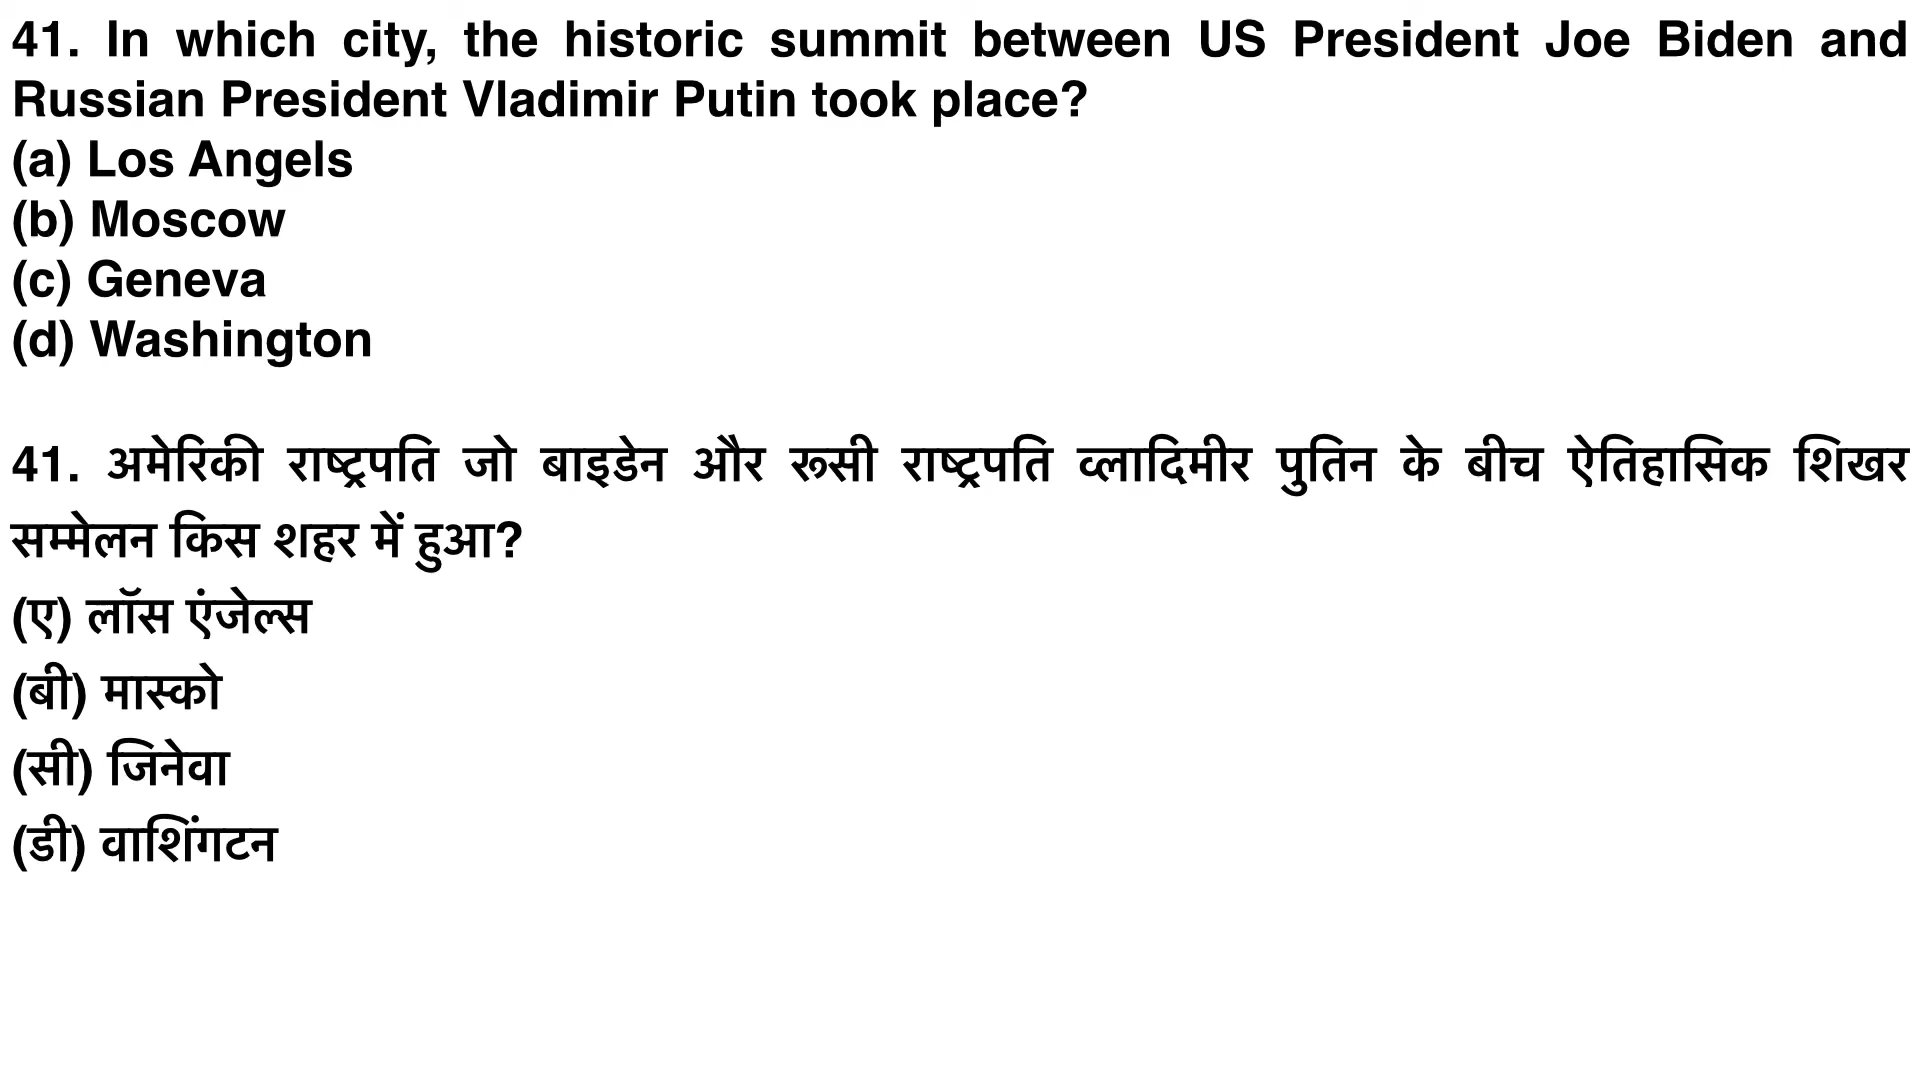 41. In which city, the historic summit between US President Joe Biden and
Russian President Vladimir Putin took place?
(a) Los Angels
(b) Moscow
(c) Geneva
(d) Washington
41. अमेरिकी राष्ट्रपति जो बाइडेन और रूसी राष्ट्रपति व्लादिमीर पुतिन के बीच ऐतिहासिक शिखर
सम्मेलन किस शहर में हुआ?
(ए) लॉस एंजेल्स
(बी) मास्को
(सी) जिनेवा
(डी) वाशिंगटन